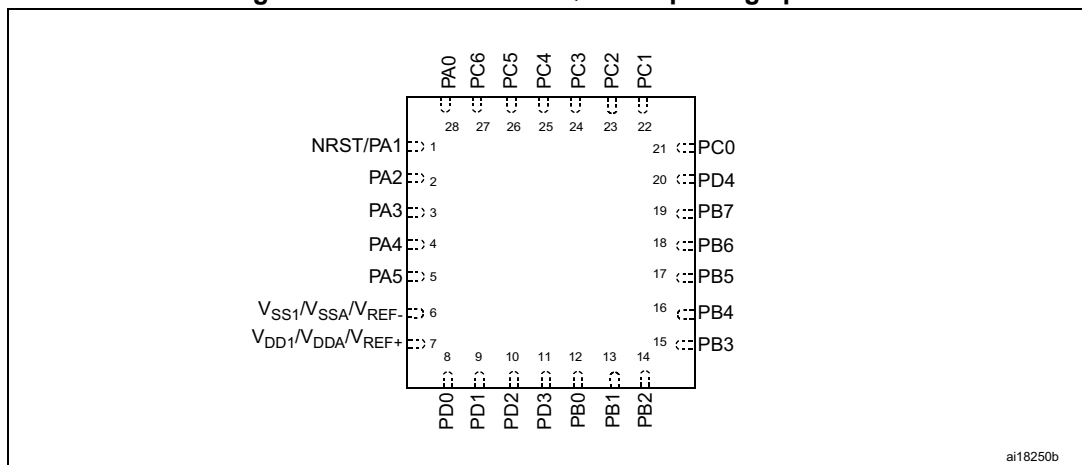 PA0 PC6 PC5 PC4 PC3 PC2 PC1
28 27 26 25 24 23 22
NRST/PA1 1
PA2 2
PA3 3
PA4 4
PA5 5
VSS1/VSSA/VREF- 6
VDD1/VDDA/VREF+ 7
21 PC0
20 PD4
19 PB7
18 PB6
17 PB5
16 PB4
15 PB3
8 9 10 11 12 13 14
PD0 PD1 PD2 PD3 PB0 PB1 PB2
ai18250b